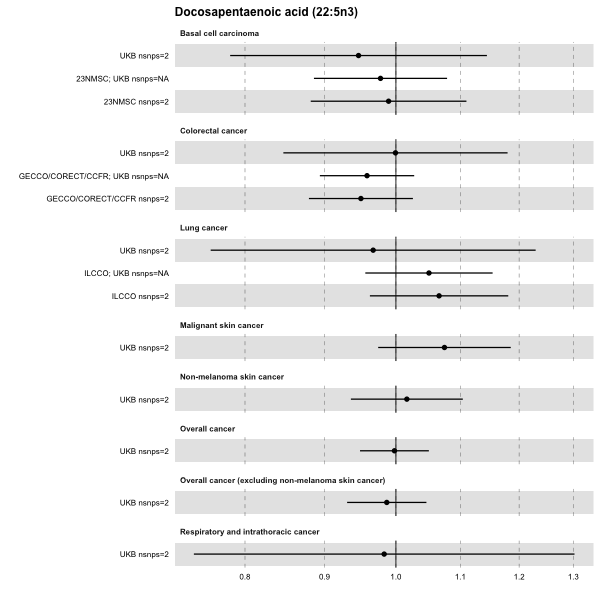 Docosapentaenoic acid (22:5n3)
Basal cell carcinoma
UKB nsnps=2
23NMSC; UKB nsnps=NA
23NMSC nsnps=2
Colorectal cancer
UKB nsnps=2
GECCO/CORECT/CCFR; UKB nsnps=NA
GECCO/CORECT/CCFR nsnps=2
Lung cancer
UKB nsnps=2
ILCCO; UKB nsnps=NA
ILCCO nsnps=2
Malignant skin cancer
UKB nsnps=2
Non-melanoma skin cancer
UKB nsnps=2
Overall cancer
UKB nsnps=2
Overall cancer (excluding non-melanoma skin cancer)
UKB nsnps=2
Respiratory and intrathoracic cancer
UKB nsnps=2
0.8 0.9 1.0 1.1 1.2 1.3